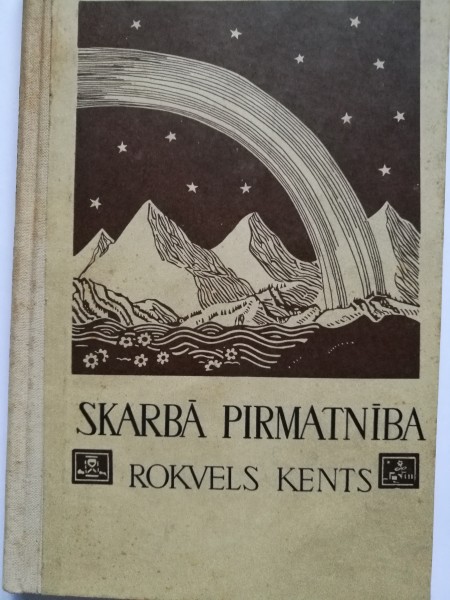 SKARBĀ PIRMATNĪBA
ROKVELS KENTS